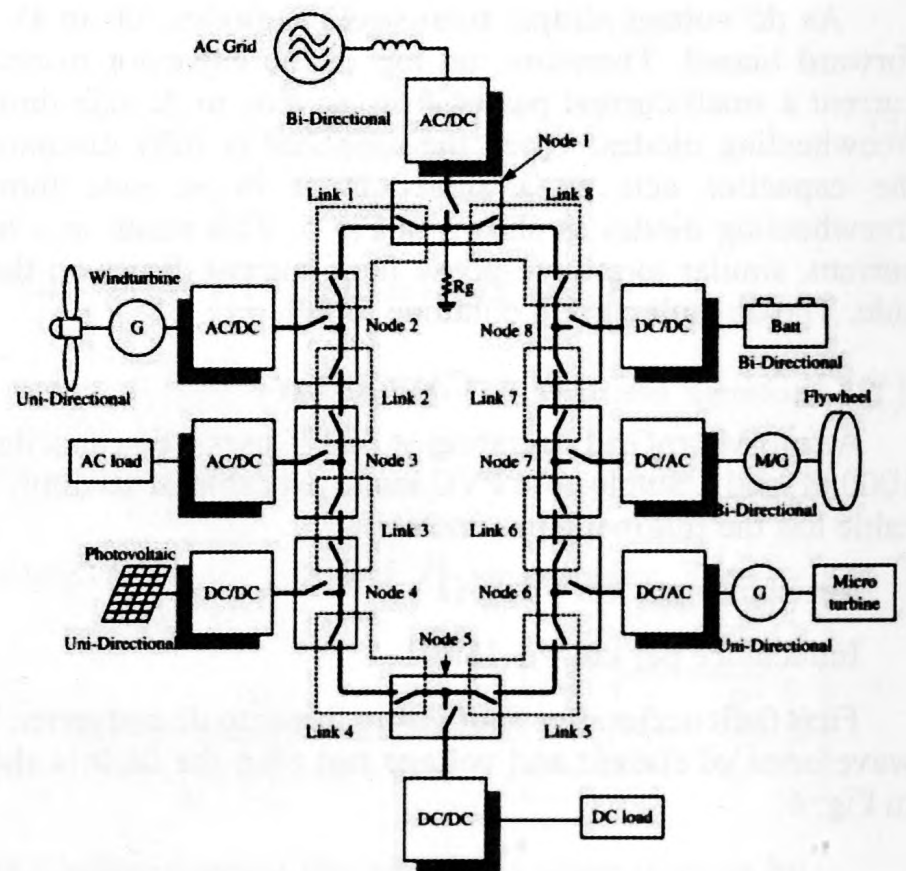 AC Grid
Bi-Directional
AC/DC
Node 1
Link 1
Link 8
Rg
Windturbine
G
AC/DC
Node 2
Node 8
DC/DC
Batt
Uni-Directional
Bi-Directional
Link 2
Link 7
Flywheel
AC load
AC/DC
Node 3
Node 7
DC/AC
M/G
Bi-Directional
Link 3
Link 6
Photovoltaic
DC/DC
Node 4
Node 6
DC/AC
G
Micro
turbine
Uni-Directional
Uni-Directional
Node 5
Link 4
Link 5
DC/DC
DC load